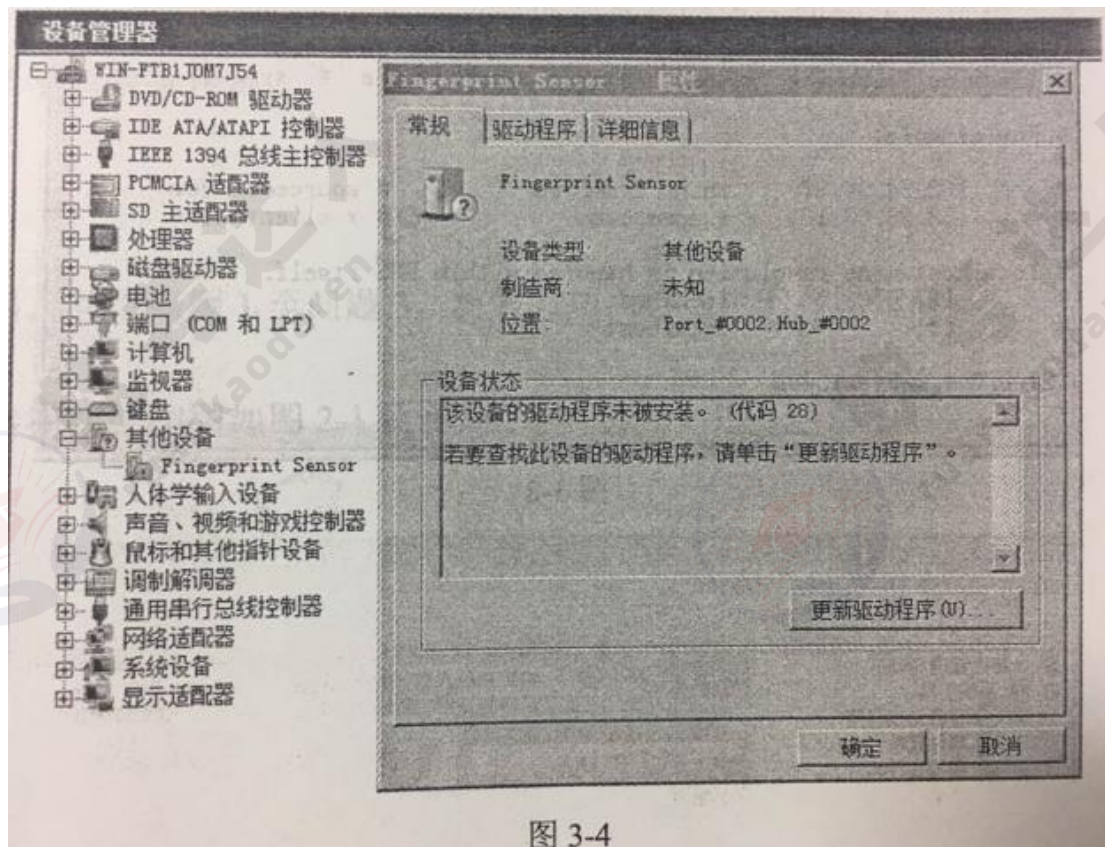 设备管理器
WIN-FTB1JOM7J54
DVD/CD-ROM 驱动器
IDE ATA/ATAPI 控制器
IEEE 1394 总线主控制器
PCMCIA 适配器
SD 主适配器
处理器
磁盘驱动器
电池
端口 (COM 和 LPT)
计算机
监视器
键盘
其他设备
Fingerprint Sensor
人体学输入设备
声音、视频和游戏控制器
鼠标和其他指针设备
调制解调器
通用串行总线控制器
网络适配器
系统设备
显示适配器
Fingerprint Sensor 属性
常规 驱动程序 详细信息
Fingerprint Sensor
设备类型: 其他设备
制造商: 未知
位置: Port_#0002.Hub_#0002
设备状态
该设备的驱动程序未被安装。 (代码 28)
若要查找此设备的驱动程序，请单击“更新驱动程序”。
更新驱动程序(U)...
确定 取消
图 3-4